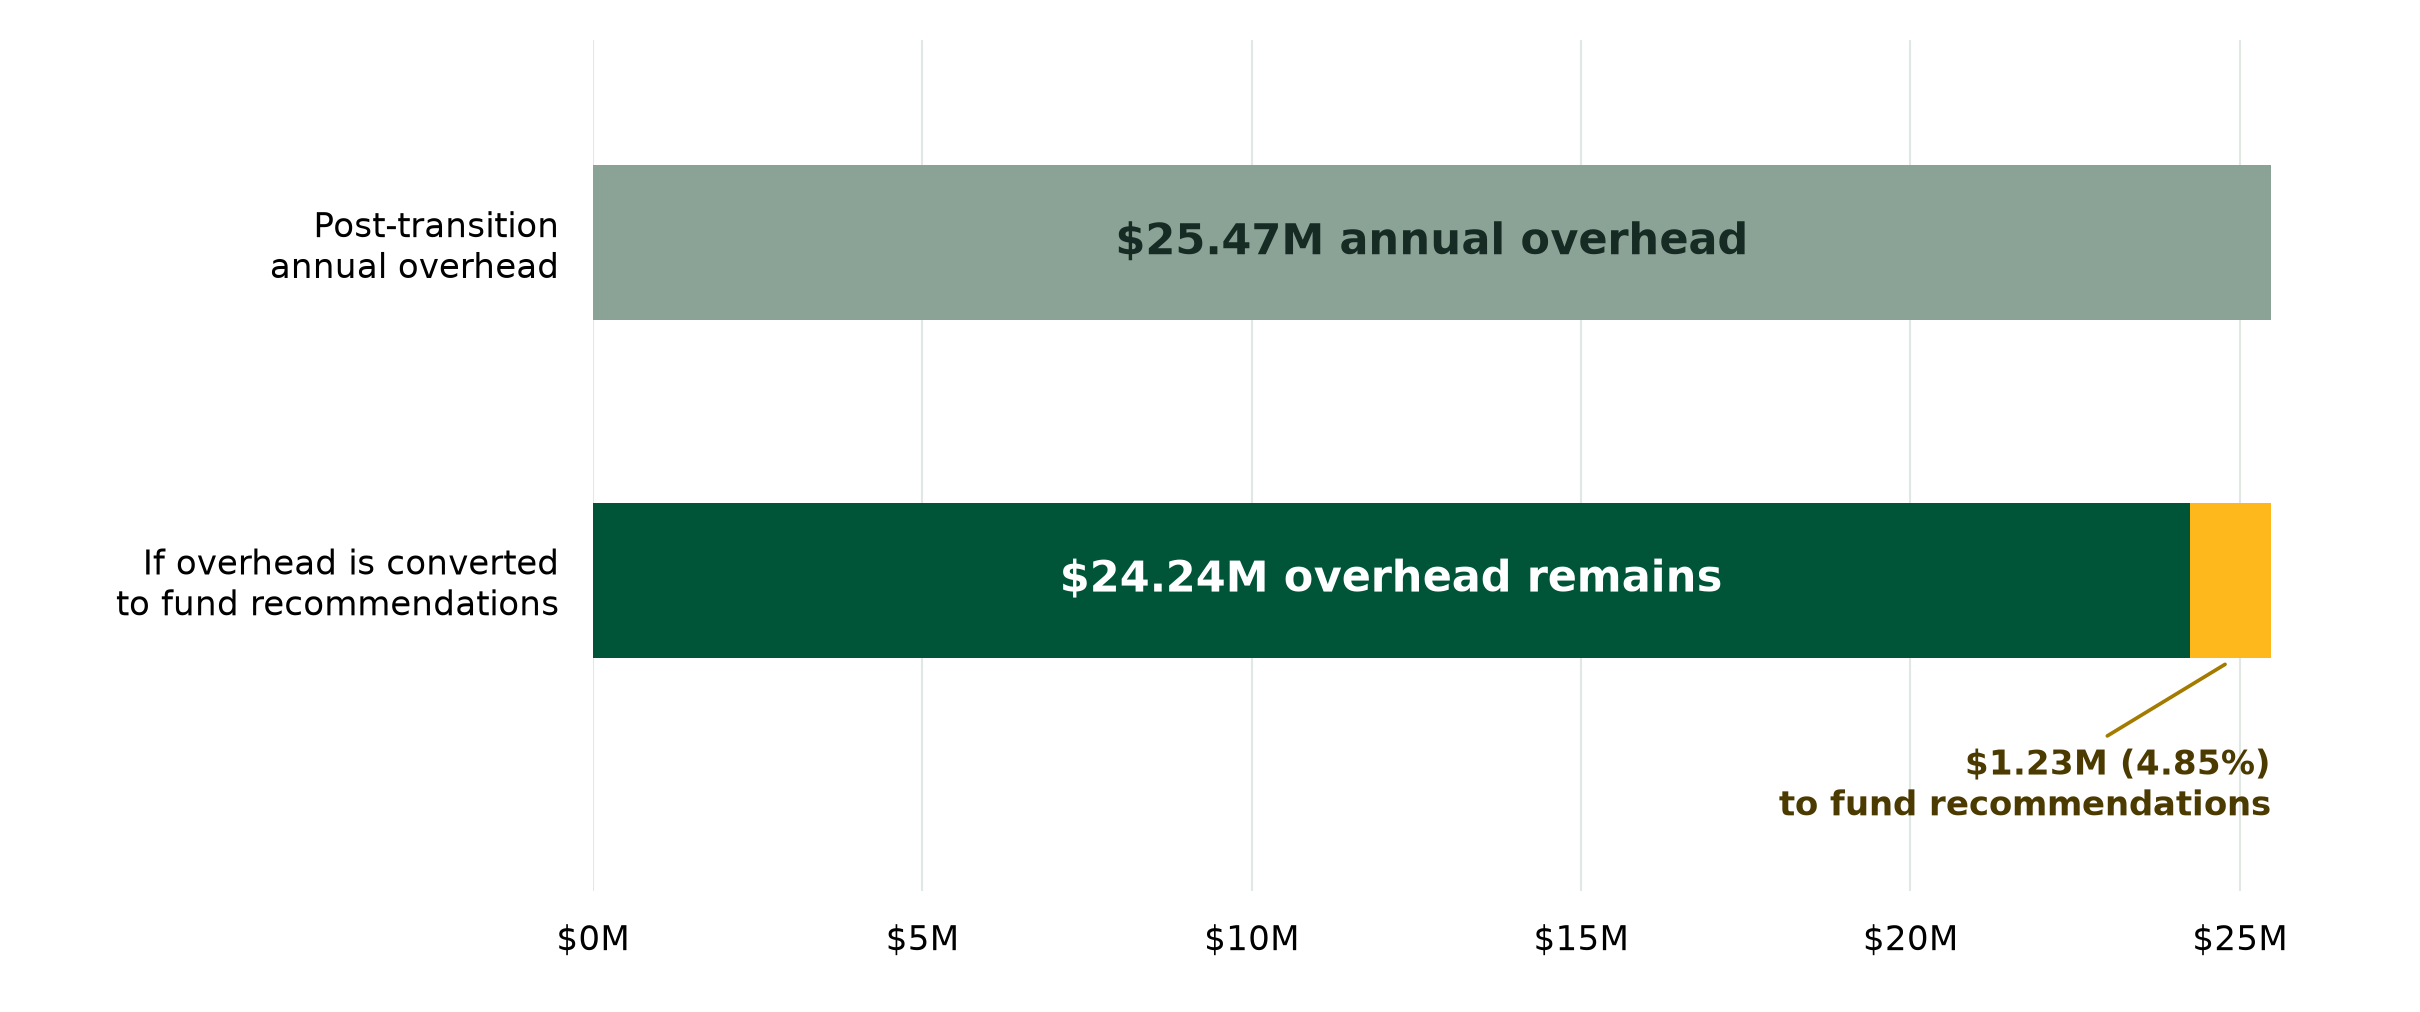 Post-transition
annual overhead
$25.47M annual overhead
If overhead is converted
to fund recommendations
$24.24M overhead remains
$1.23M (4.85%)
to fund recommendations
$0M
$5M
$10M
$15M
$20M
$25M